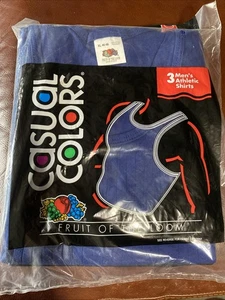 3 Men's
Athletic
Shirts
CASUAL
COLORS.
FRUIT OF THE LOOM